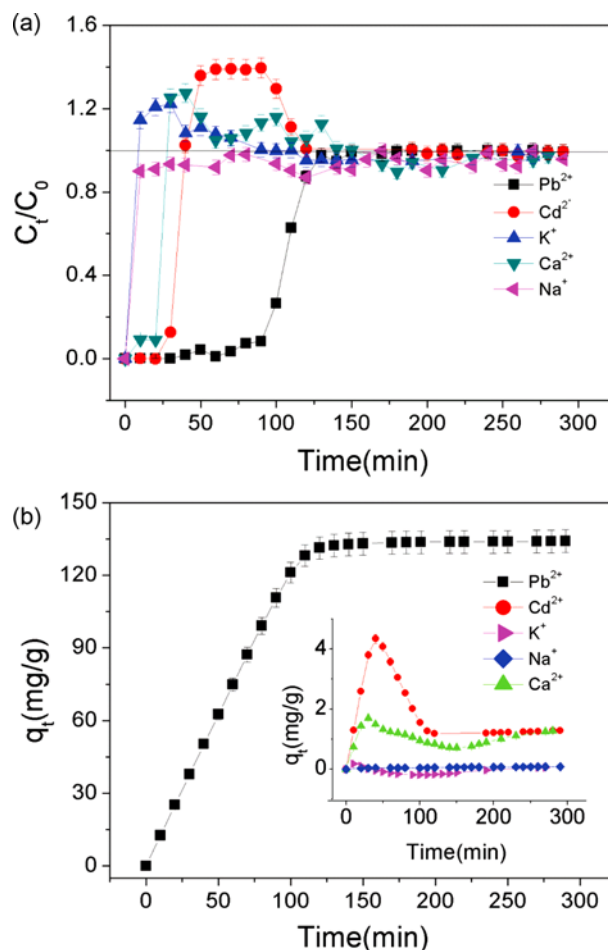 (a)
1.6
1.2
0.8
0.4
0.0
C_t/C_0
Pb²⁺
Cd²⁺
K⁺
Ca²⁺
Na⁺
0 50 100 150 200 250 300
Time(min)
(b)
150
120
90
60
30
0
q_t(mg/g)
Pb²⁺
Cd²⁺
K⁺
Na⁺
Ca²⁺
4
2
0
q_t(mg/g)
0 100 200 300
Time(min)
0 50 100 150 200 250 300
Time(min)